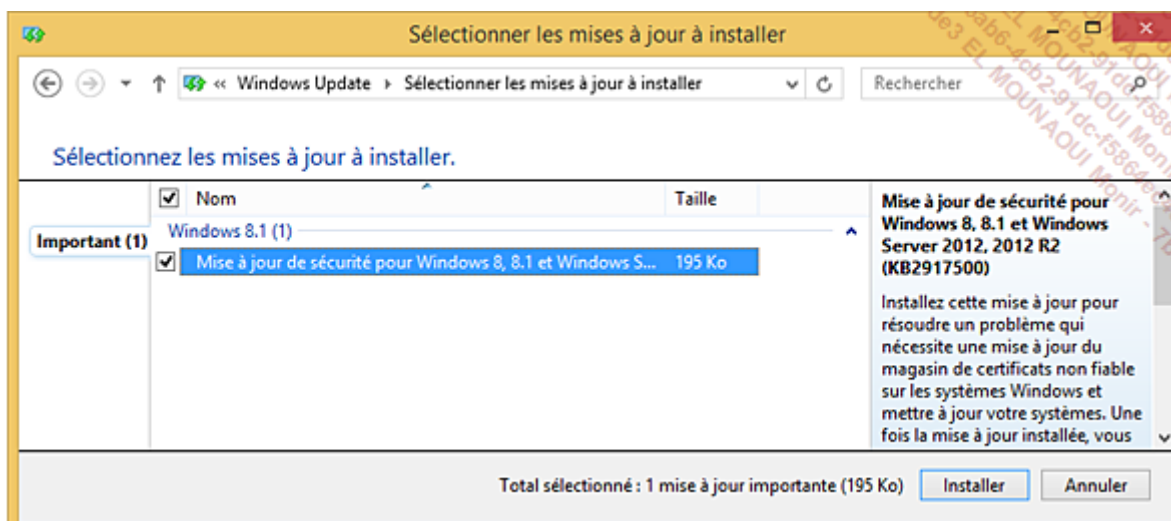 Sélectionner les mises à jour à installer
« Windows Update ▸ Sélectionner les mises à jour à installer
Rechercher
Sélectionnez les mises à jour à installer.
Important (1)
Nom Taille
Windows 8.1 (1)
Mise à jour de sécurité pour Windows 8, 8.1 et Windows S... 195 Ko
Mise à jour de sécurité pour
Windows 8, 8.1 et Windows
Server 2012, 2012 R2
(KB2917500)
Installez cette mise à jour pour
résoudre un problème qui
nécessite une mise à jour du
magasin de certificats non fiable
sur les systèmes Windows et
mettre à jour votre systèmes. Une
fois la mise à jour installée, vous
Total sélectionné : 1 mise à jour importante (195 Ko)
Installer
Annuler
EL MOUNAOUI Monir